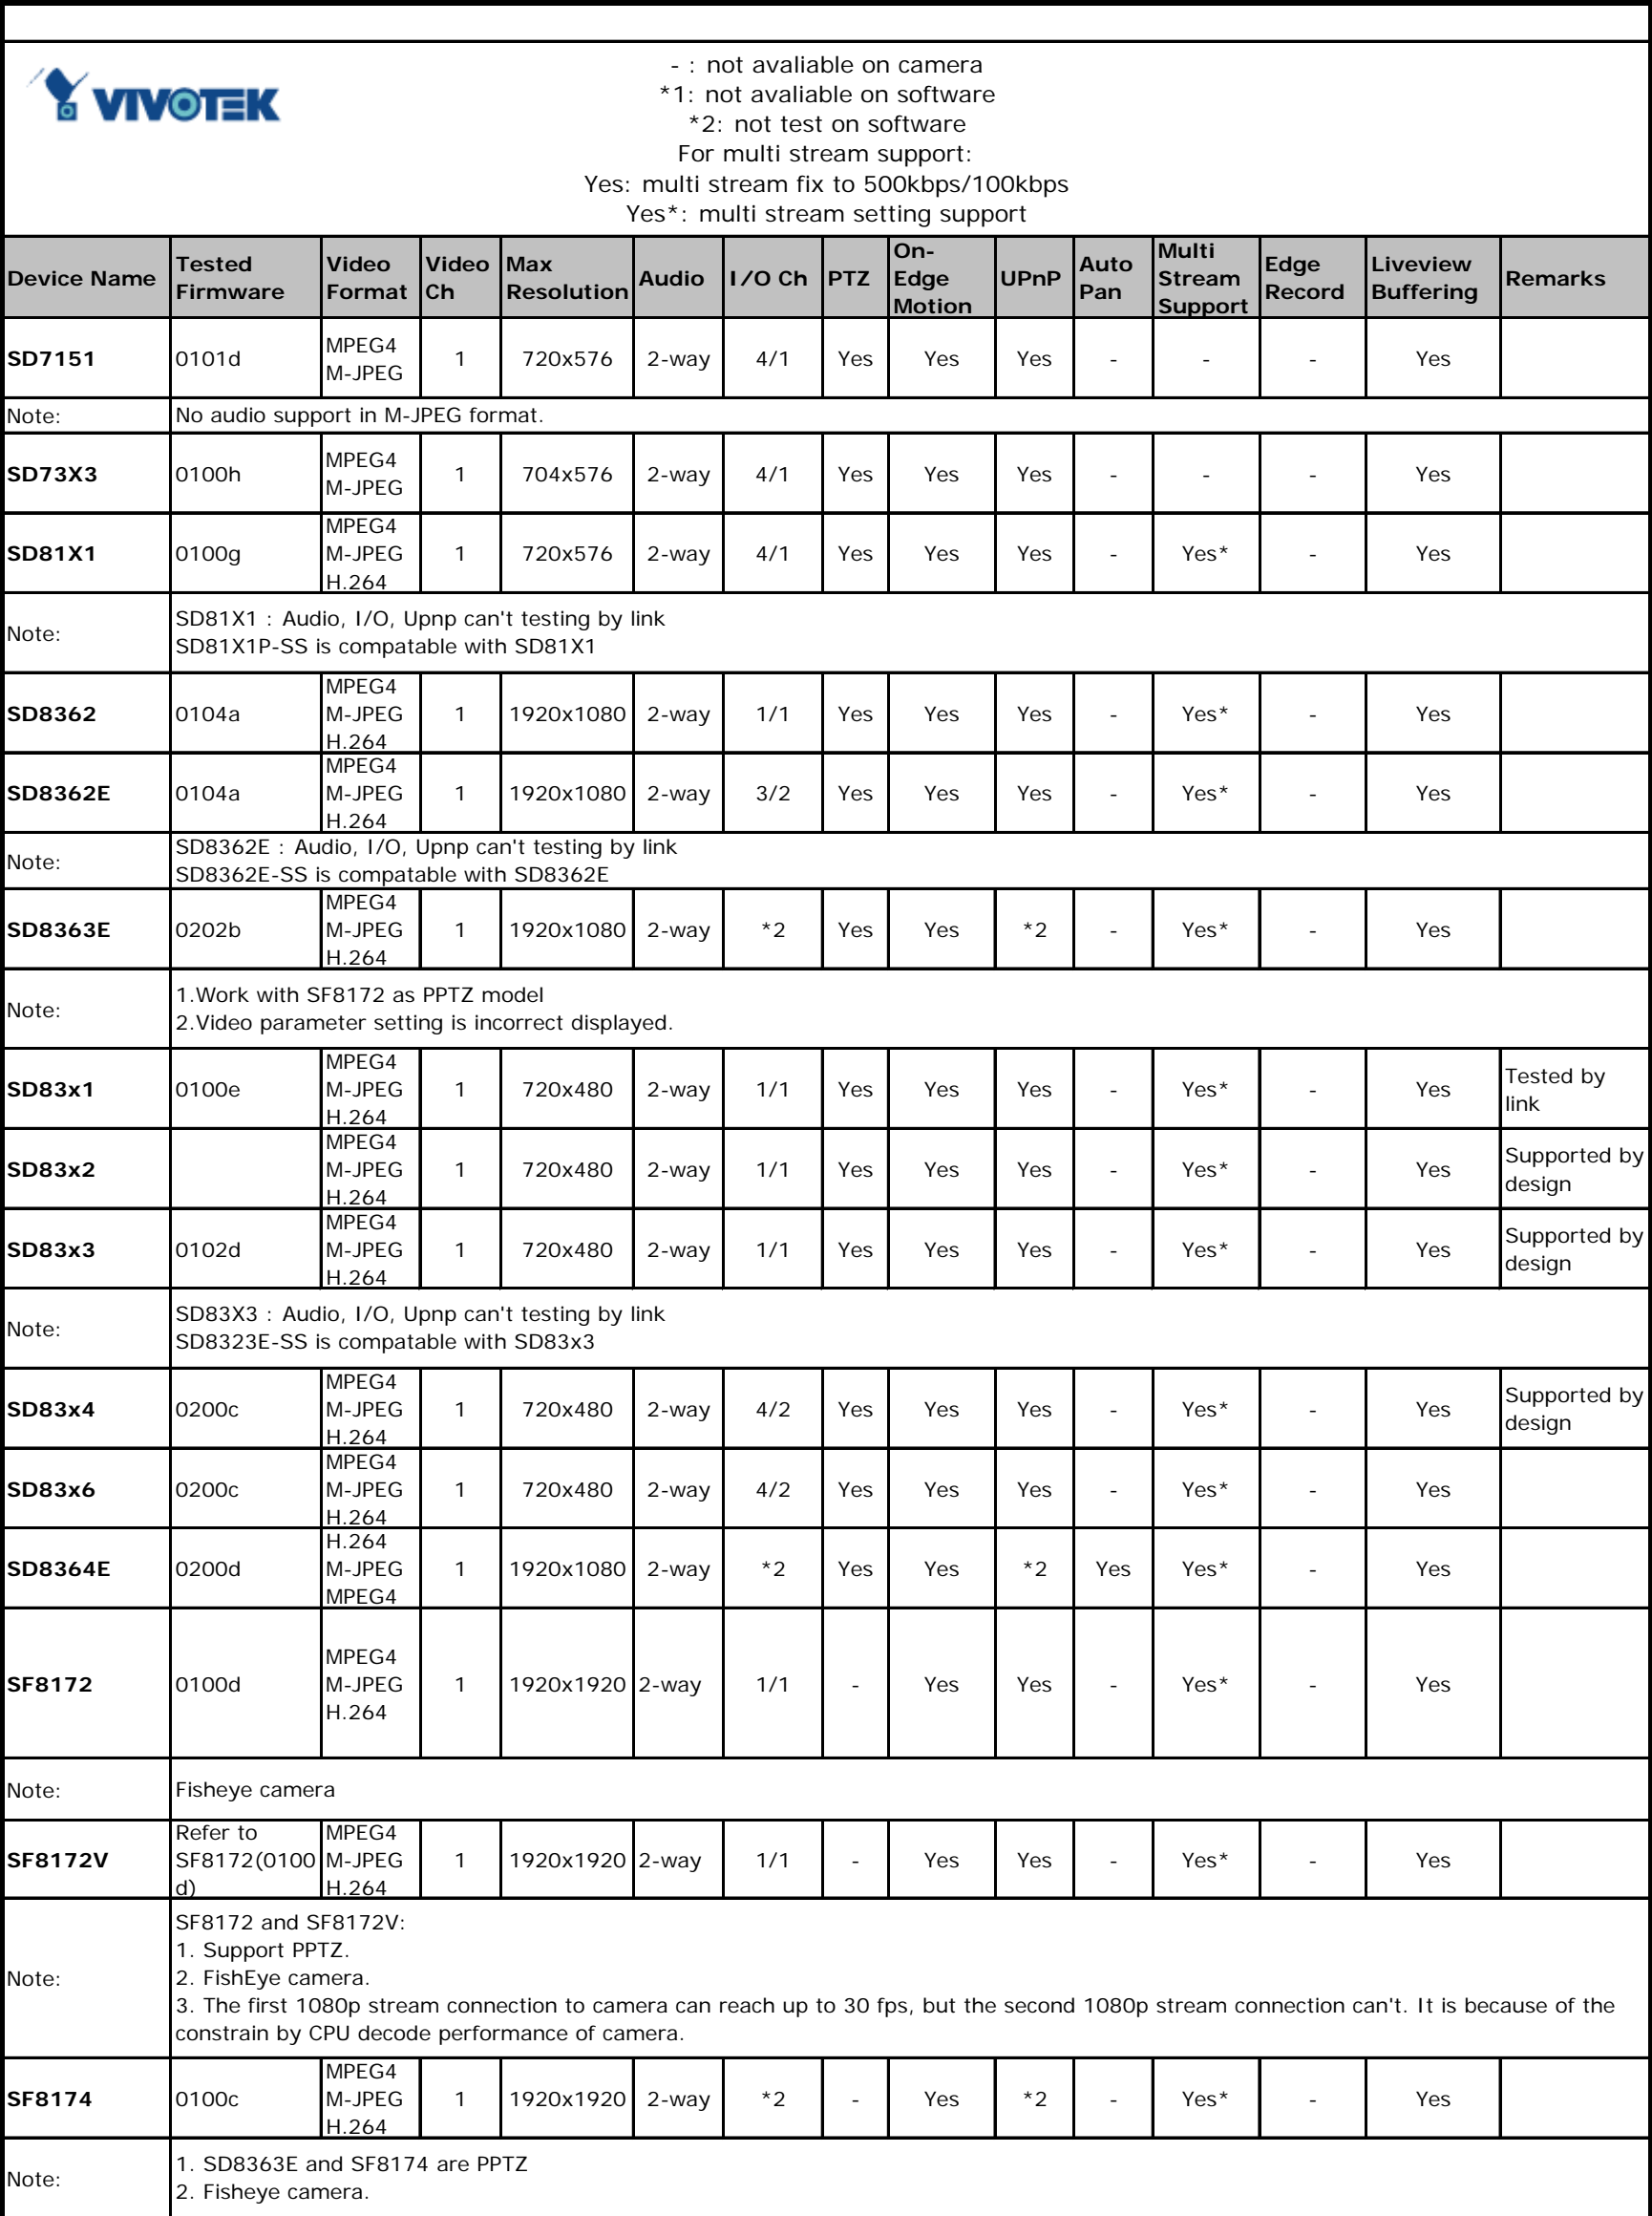 VIVOTEK
- : not avaliable on camera
*1: not avaliable on software
*2: not test on software
For multi stream support:
Yes: multi stream fix to 500kbps/100kbps
Yes*: multi stream setting support
Device Name Tested Firmware Video Format Video Ch Max Resolution Audio I/O Ch PTZ On-Edge Motion UPnP Auto Pan Multi Stream Support Edge Record Liveview Buffering Remarks
SD7151 0101d MPEG4 M-JPEG 1 720x576 2-way 4/1 Yes Yes Yes - - - Yes
Note: No audio support in M-JPEG format.
SD73X3 0100h MPEG4 M-JPEG 1 704x576 2-way 4/1 Yes Yes Yes - - - Yes
SD81X1 0100g MPEG4 M-JPEG H.264 1 720x576 2-way 4/1 Yes Yes Yes - Yes* - Yes
Note: SD81X1 : Audio, I/O, Upnp can't testing by link
SD81X1P-SS is compatable with SD81X1
SD8362 0104a MPEG4 M-JPEG H.264 1 1920x1080 2-way 1/1 Yes Yes Yes - Yes* - Yes
SD8362E 0104a MPEG4 M-JPEG H.264 1 1920x1080 2-way 3/2 Yes Yes Yes - Yes* - Yes
Note: SD8362E : Audio, I/O, Upnp can't testing by link
SD8362E-SS is compatable with SD8362E
SD8363E 0202b MPEG4 M-JPEG H.264 1 1920x1080 2-way *2 Yes Yes *2 - Yes* - Yes
Note: 1.Work with SF8172 as PPTZ model
2.Video parameter setting is incorrect displayed.
SD83x1 0100e MPEG4 M-JPEG H.264 1 720x480 2-way 1/1 Yes Yes Yes - Yes* - Yes Tested by link
SD83x2 MPEG4 M-JPEG H.264 1 720x480 2-way 1/1 Yes Yes Yes - Yes* - Yes Supported by design
SD83x3 0102d MPEG4 M-JPEG H.264 1 720x480 2-way 1/1 Yes Yes Yes - Yes* - Yes Supported by design
Note: SD83X3 : Audio, I/O, Upnp can't testing by link
SD8323E-SS is compatable with SD83x3
SD83x4 0200c MPEG4 M-JPEG H.264 1 720x480 2-way 4/2 Yes Yes Yes - Yes* - Yes Supported by design
SD83x6 0200c MPEG4 M-JPEG H.264 1 720x480 2-way 4/2 Yes Yes Yes - Yes* - Yes
SD8364E 0200d H.264 M-JPEG MPEG4 1 1920x1080 2-way *2 Yes Yes *2 Yes Yes* - Yes
SF8172 0100d MPEG4 M-JPEG H.264 1 1920x1920 2-way 1/1 - Yes Yes - Yes* - Yes
Note: Fisheye camera
SF8172V Refer to SF8172(0100d) MPEG4 M-JPEG H.264 1 1920x1920 2-way 1/1 - Yes Yes - Yes* - Yes
Note: SF8172 and SF8172V:
1. Support PPTZ.
2. FishEye camera.
3. The first 1080p stream connection to camera can reach up to 30 fps, but the second 1080p stream connection can't. It is because of the
constrain by CPU decode performance of camera.
SF8174 0100c MPEG4 M-JPEG H.264 1 1920x1920 2-way *2 - Yes *2 - Yes* - Yes
Note: 1. SD8363E and SF8174 are PPTZ
2. Fisheye camera.